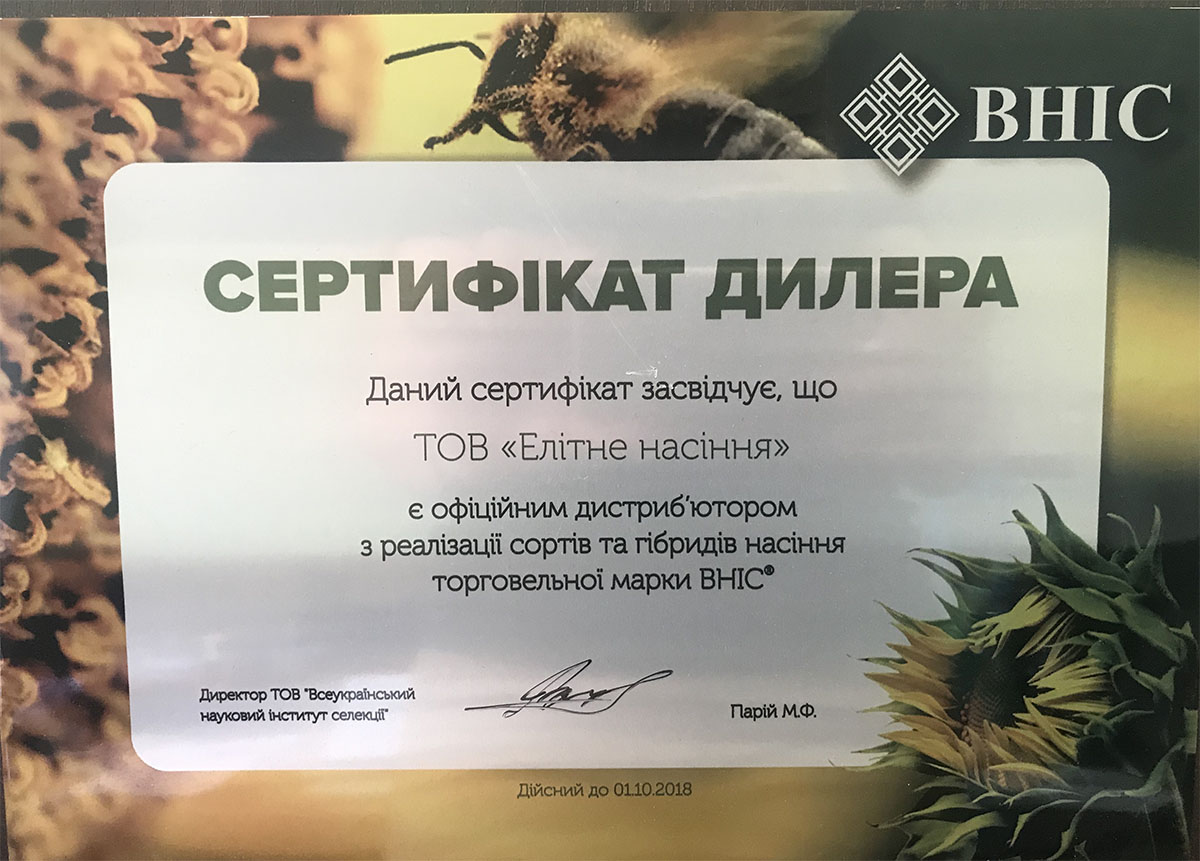 ВНІС
СЕРТИФІКАТ ДИЛЕРА
Даний сертифікат засвідчує, що
ТОВ «Елітне насіння»
є офіційним дистриб'ютором
з реалізації сортів та гібридів насіння
торговельної марки ВНІС®
Директор ТОВ "Всеукраїнський
науковий інститут селекції"
Парій М.Ф.
Дійсний до 01.10.2018